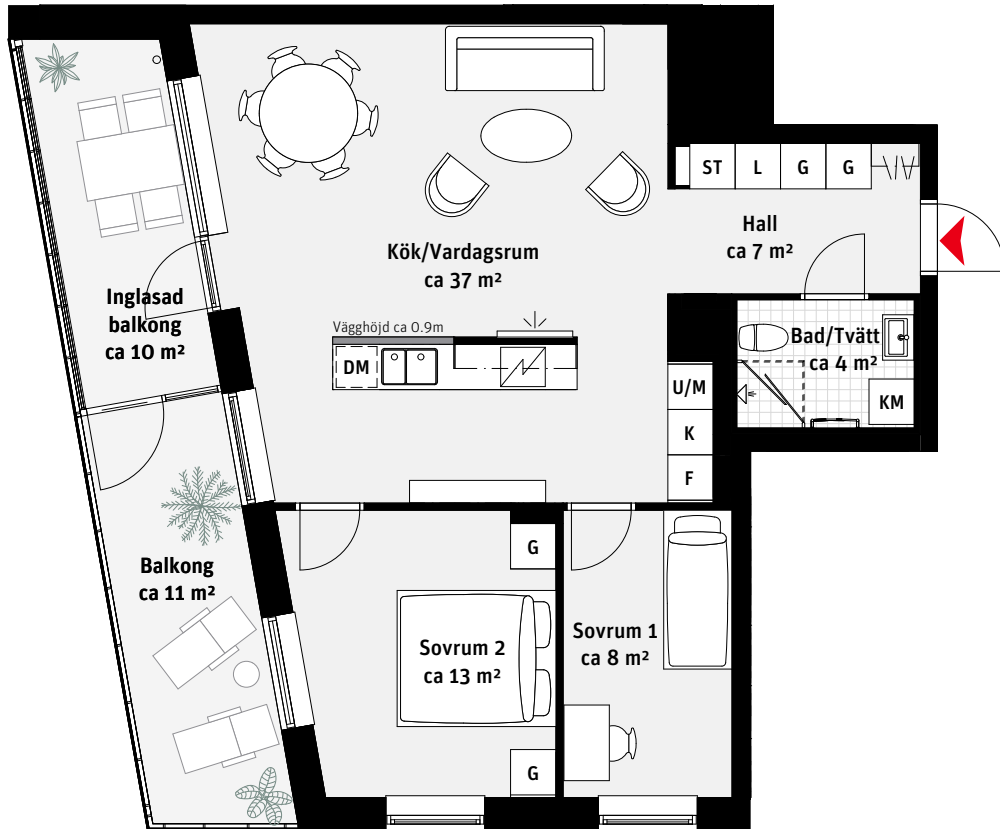 ST L G G
Hall
ca 7 m²
Kök/Vardagsrum
ca 37 m²
Inglasad
balkong
ca 10 m²
Vägghöjd ca 0.9m
DM
Bad/Tvätt
ca 4 m²
KM
U/M
K
F
Balkong
ca 11 m²
G
Sovrum 2
ca 13 m²
G
Sovrum 1
ca 8 m²